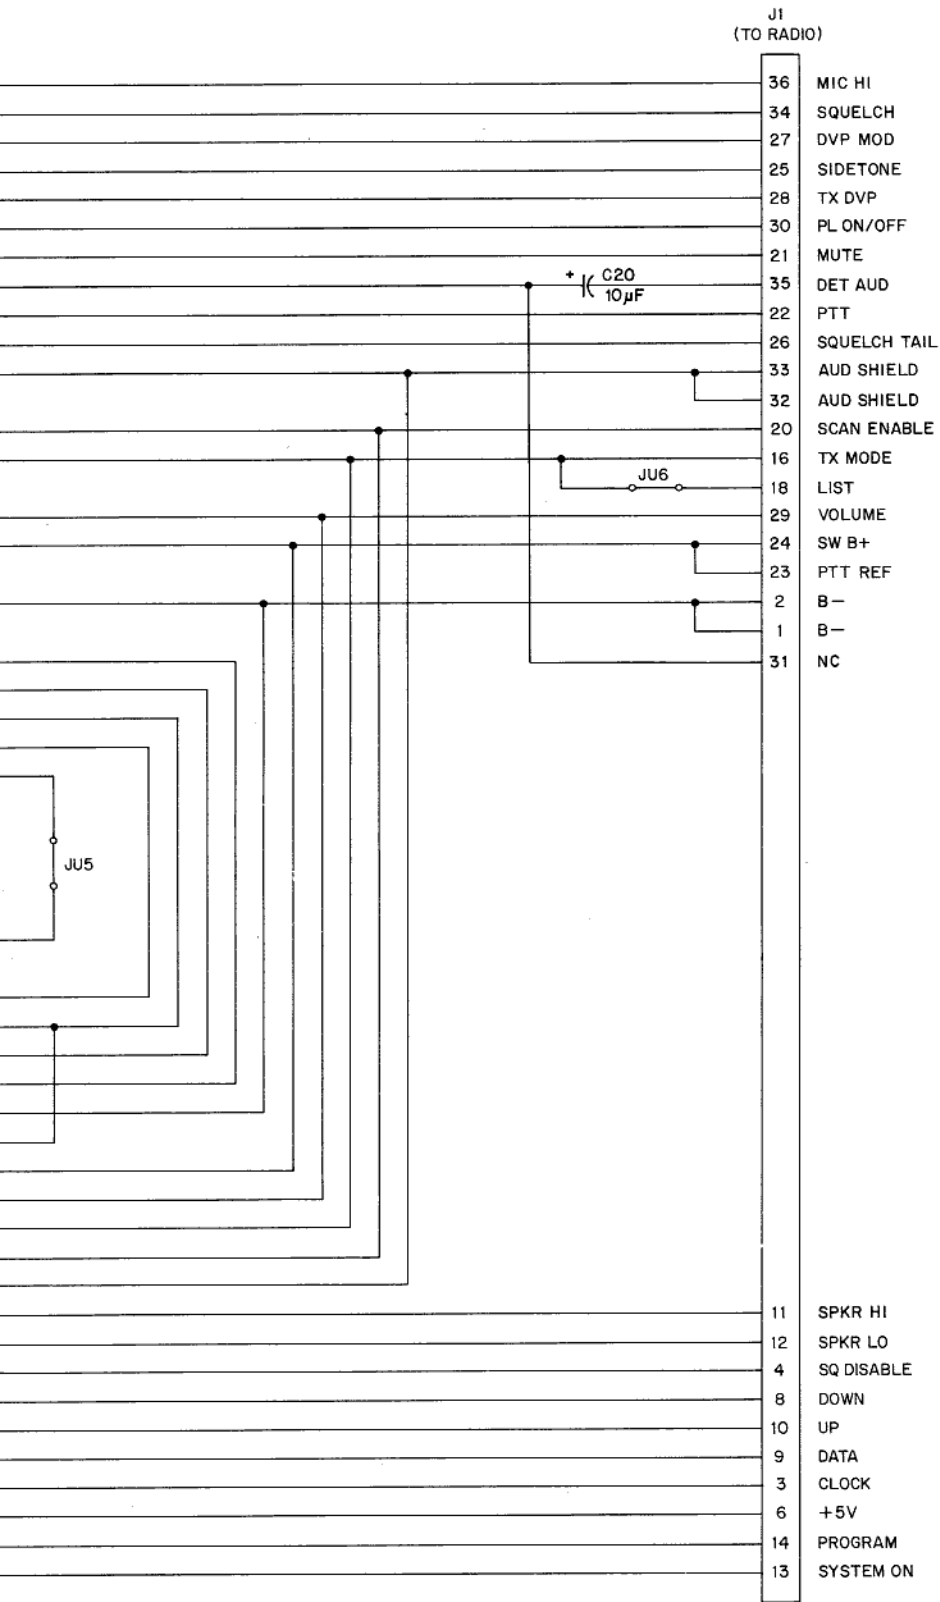 J1
(TO RADIO)
36 MIC HI
34 SQUELCH
27 DVP MOD
25 SIDETONE
28 TX DVP
30 PL ON/OFF
21 MUTE
+ C20
10µF
35 DET AUD
22 PTT
26 SQUELCH TAIL
33 AUD SHIELD
32 AUD SHIELD
20 SCAN ENABLE
16 TX MODE
JU6
18 LIST
29 VOLUME
24 SW B+
23 PTT REF
2 B–
1 B–
31 NC
JU5
11 SPKR HI
12 SPKR LO
4 SQ DISABLE
8 DOWN
10 UP
9 DATA
3 CLOCK
6 +5V
14 PROGRAM
13 SYSTEM ON